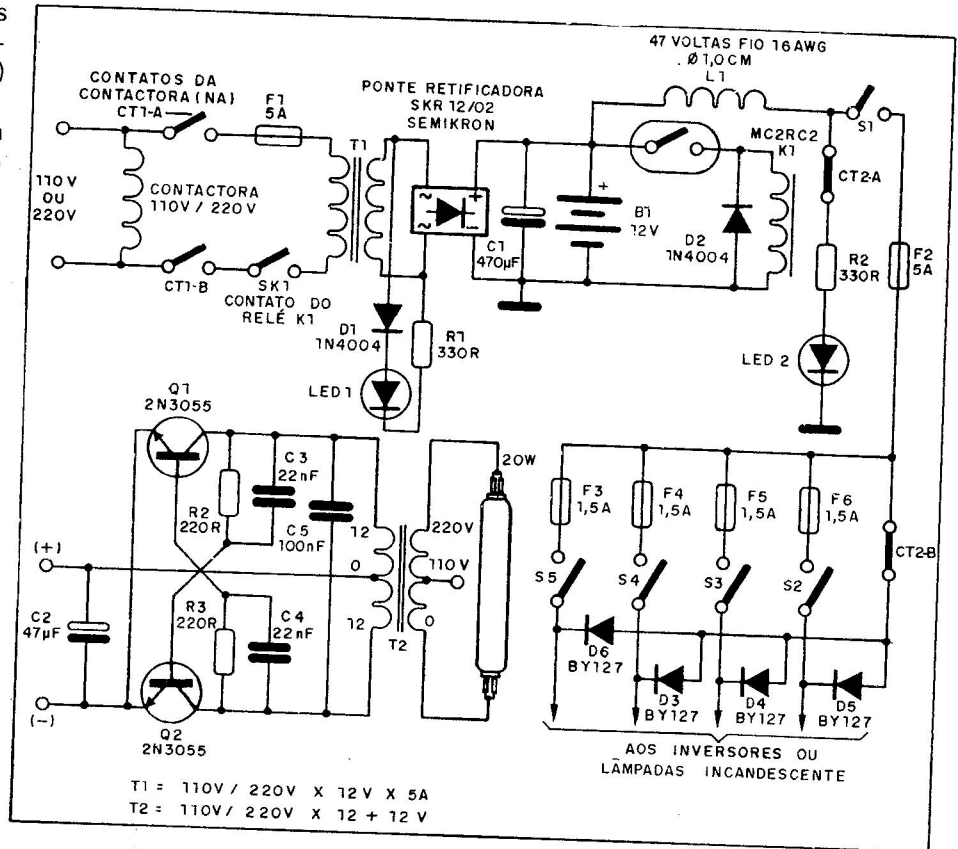 47 VOLTAS FIO 16AWG
Ø1,0CM
L1
CONTATOS DA
CONTACTORA (NA)
CT1-A
F1
5A
PONTE RETIFICADORA
SKR 12/02
SEMIKRON
T1
S1
MC2RC2
K1
CT2-A
110V
OU
220V
CONTACTORA
110V / 220V
~
~
+
-
C1
470µF
+
B1
12V
D2
1N4004
R2
330R
F2
5A
CT1-B
SK1
CONTATO DO
RELÉ K1
D1
1N4004
R1
330R
LED 1
LED 2
Q1
2N3055
R2
220R
C3
22nF
C5
100nF
12
0
12
220V
110V
0
T2
20W
(+)
C2
47µF
(-)
R3
220R
C4
22nF
Q2
2N3055
F3
1,5A
F4
1,5A
F5
1,5A
F6
1,5A
CT2-B
S5
S4
S3
S2
D6
BY127
D3
BY127
D4
BY127
D5
BY127
AOS INVERSORES OU
LÂMPADAS INCANDESCENTE
T1 = 110V / 220V X 12V X 5A
T2 = 110V / 220V X 12 + 12 V